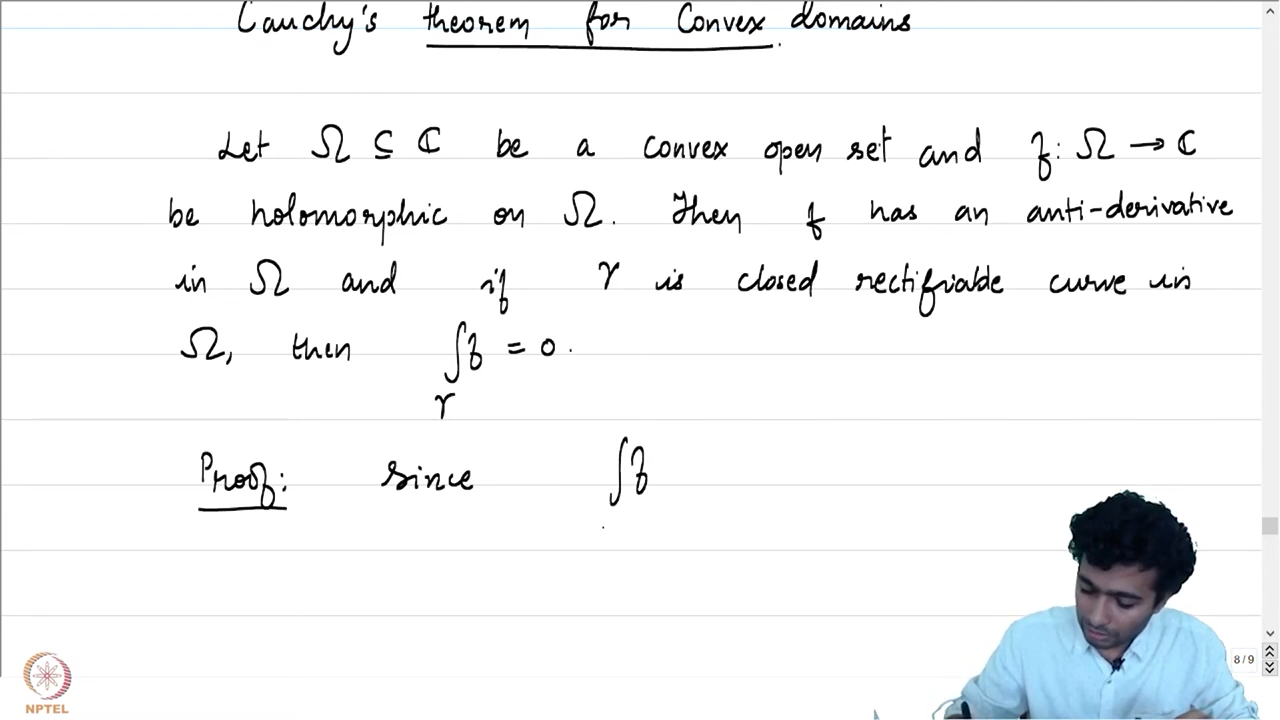 Cauchy's theorem for Convex domains
Let Ω ⊆ ℂ be a convex open set and f: Ω → ℂ
be holomorphic on Ω. Then f has an anti-derivative
in Ω and if γ is closed rectifiable curve in
Ω, then ∫f = 0.
γ
Proof: since ∫f
8/9
NPTEL